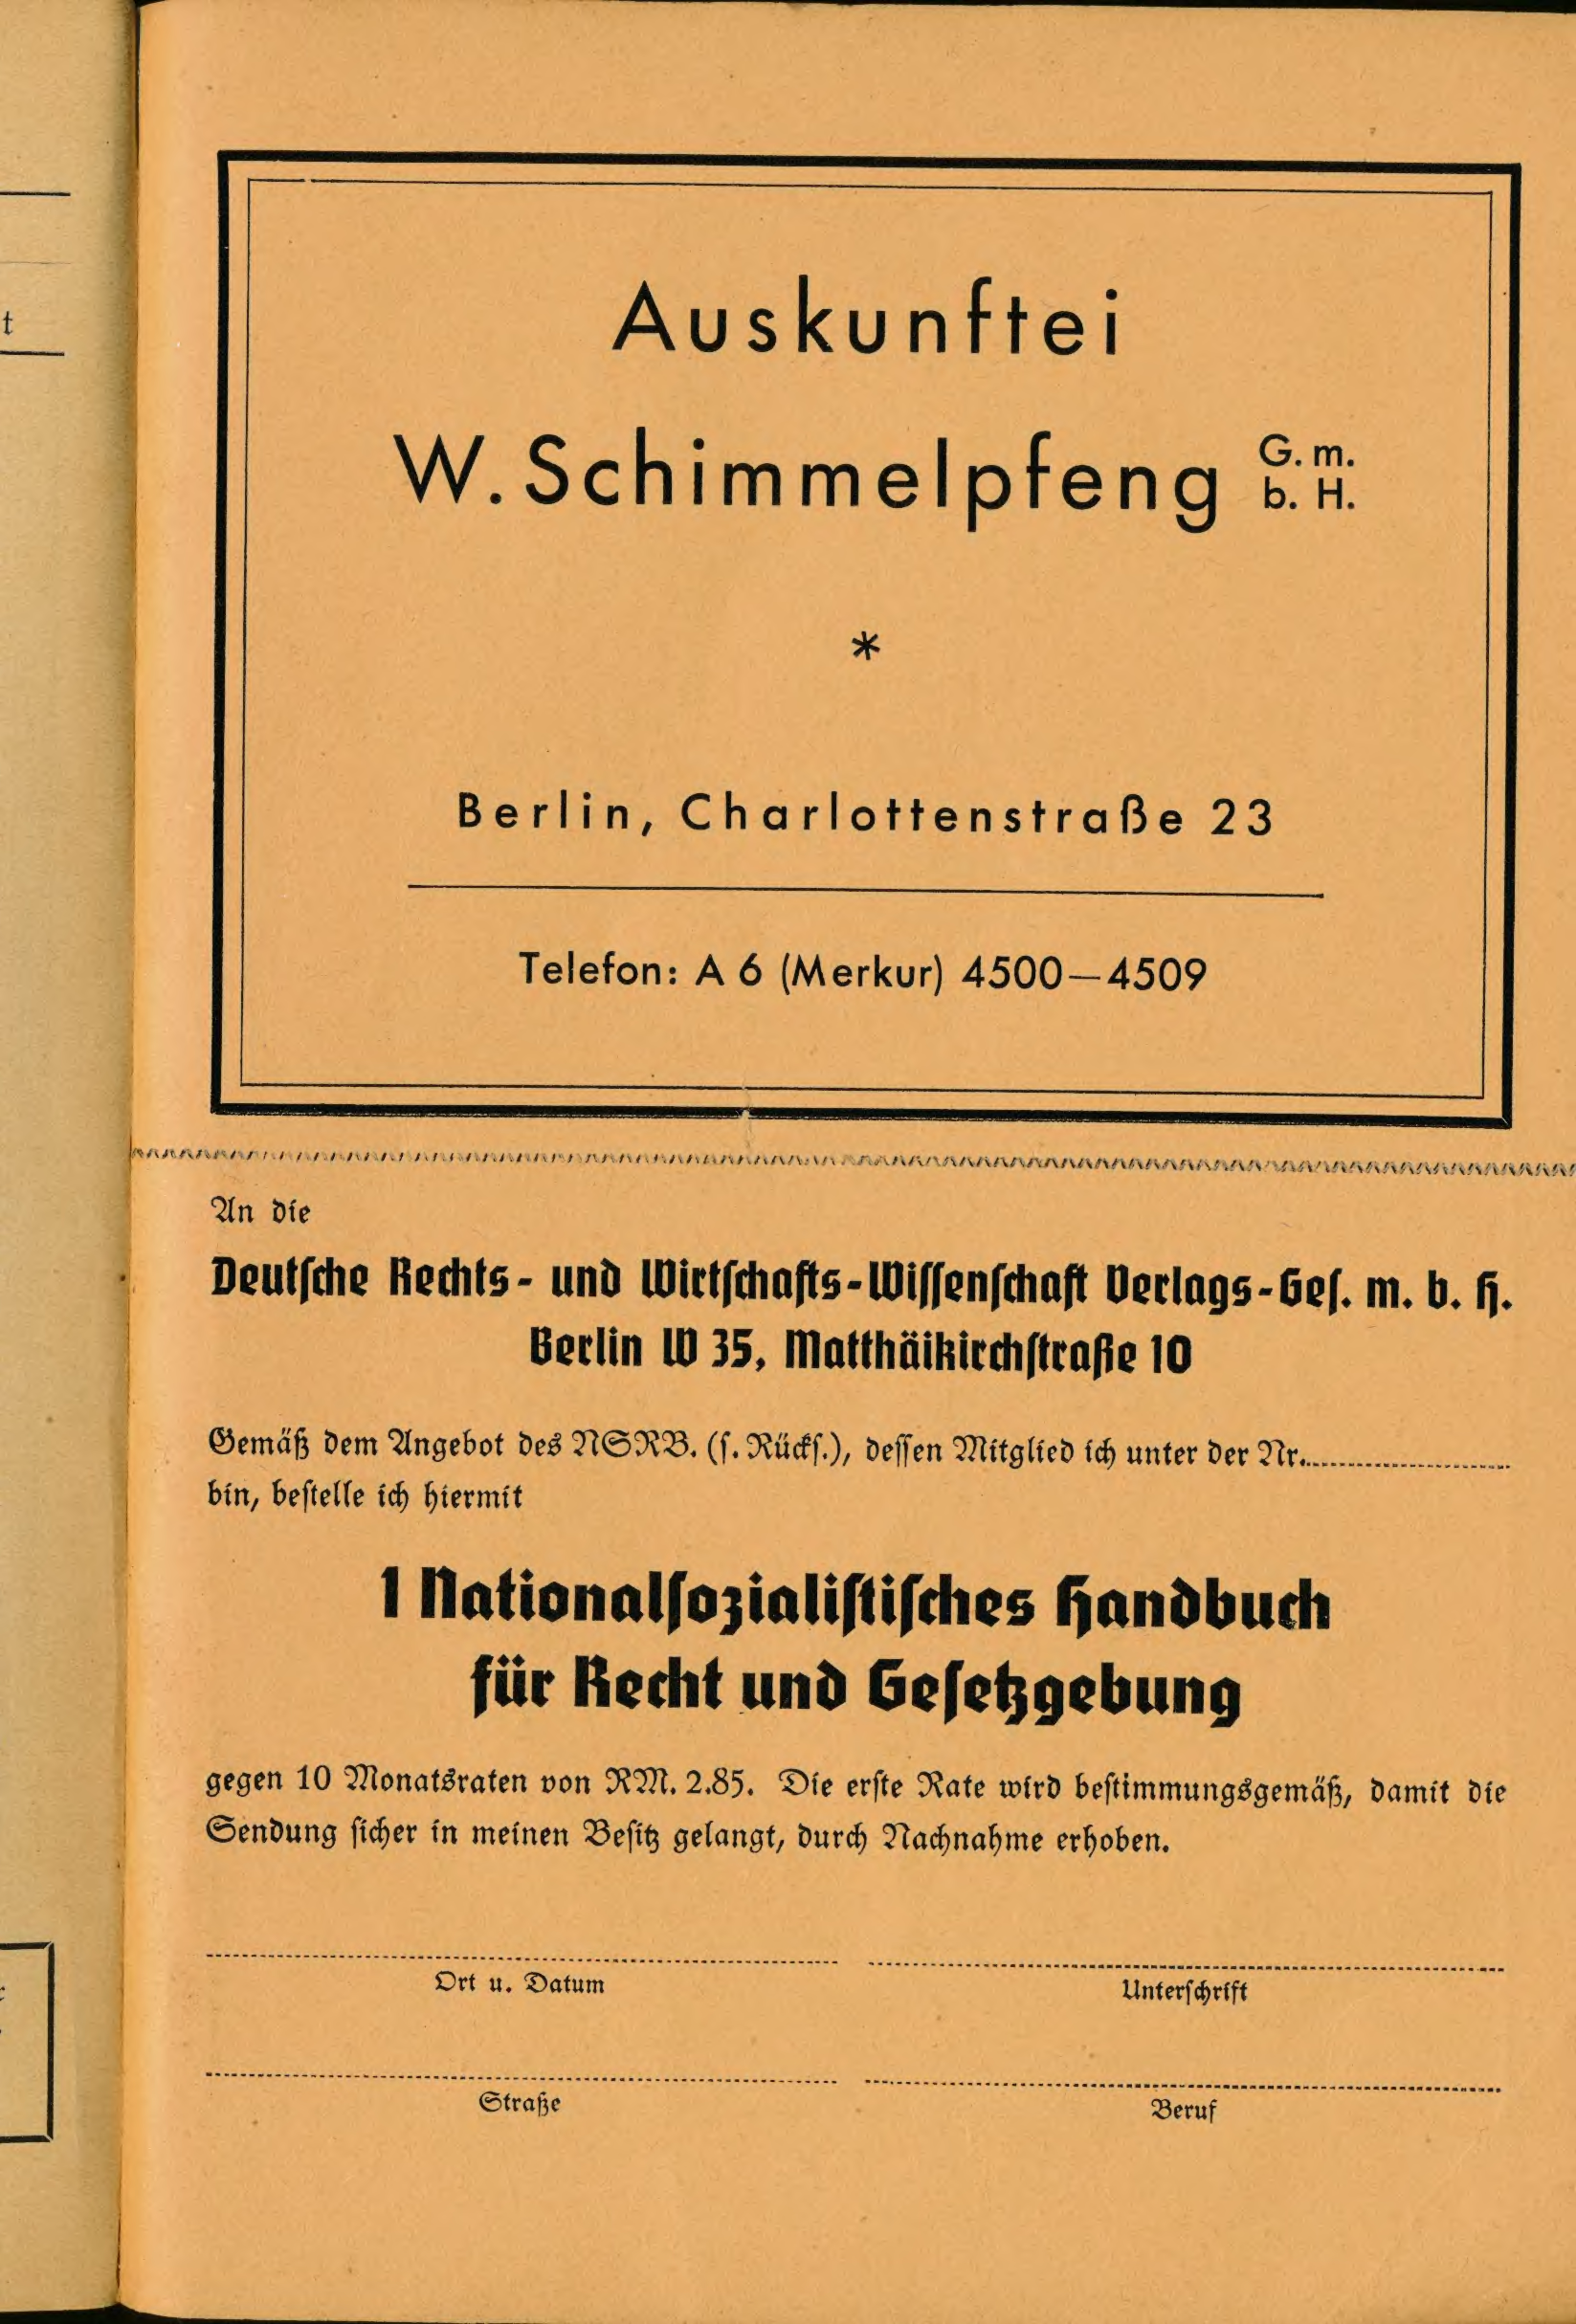 t
Auskunftei
W. Schimmelpfeng G. m. b. H.
*
Berlin, Charlottenstraße 23
Telefon: A 6 (Merkur) 4500—4509
An die
Deutsche Rechts- und Wirtschafts-Wissenschaft Verlags-Ges. m. b. H.
Berlin W 35, Matthäikirchstraße 10
Gemäß dem Angebot des NSRB. (s. Rücks.), dessen Mitglied ich unter der Nr.
bin, bestelle ich hiermit
1 Nationalsozialistisches Handbuch
für Recht und Gesetzgebung
gegen 10 Monatsraten von RM. 2.85. Die erste Rate wird bestimmungsgemäß, damit die
Sendung sicher in meinen Besitz gelangt, durch Nachnahme erhoben.
Ort u. Datum
Unterschrift
Straße
Beruf